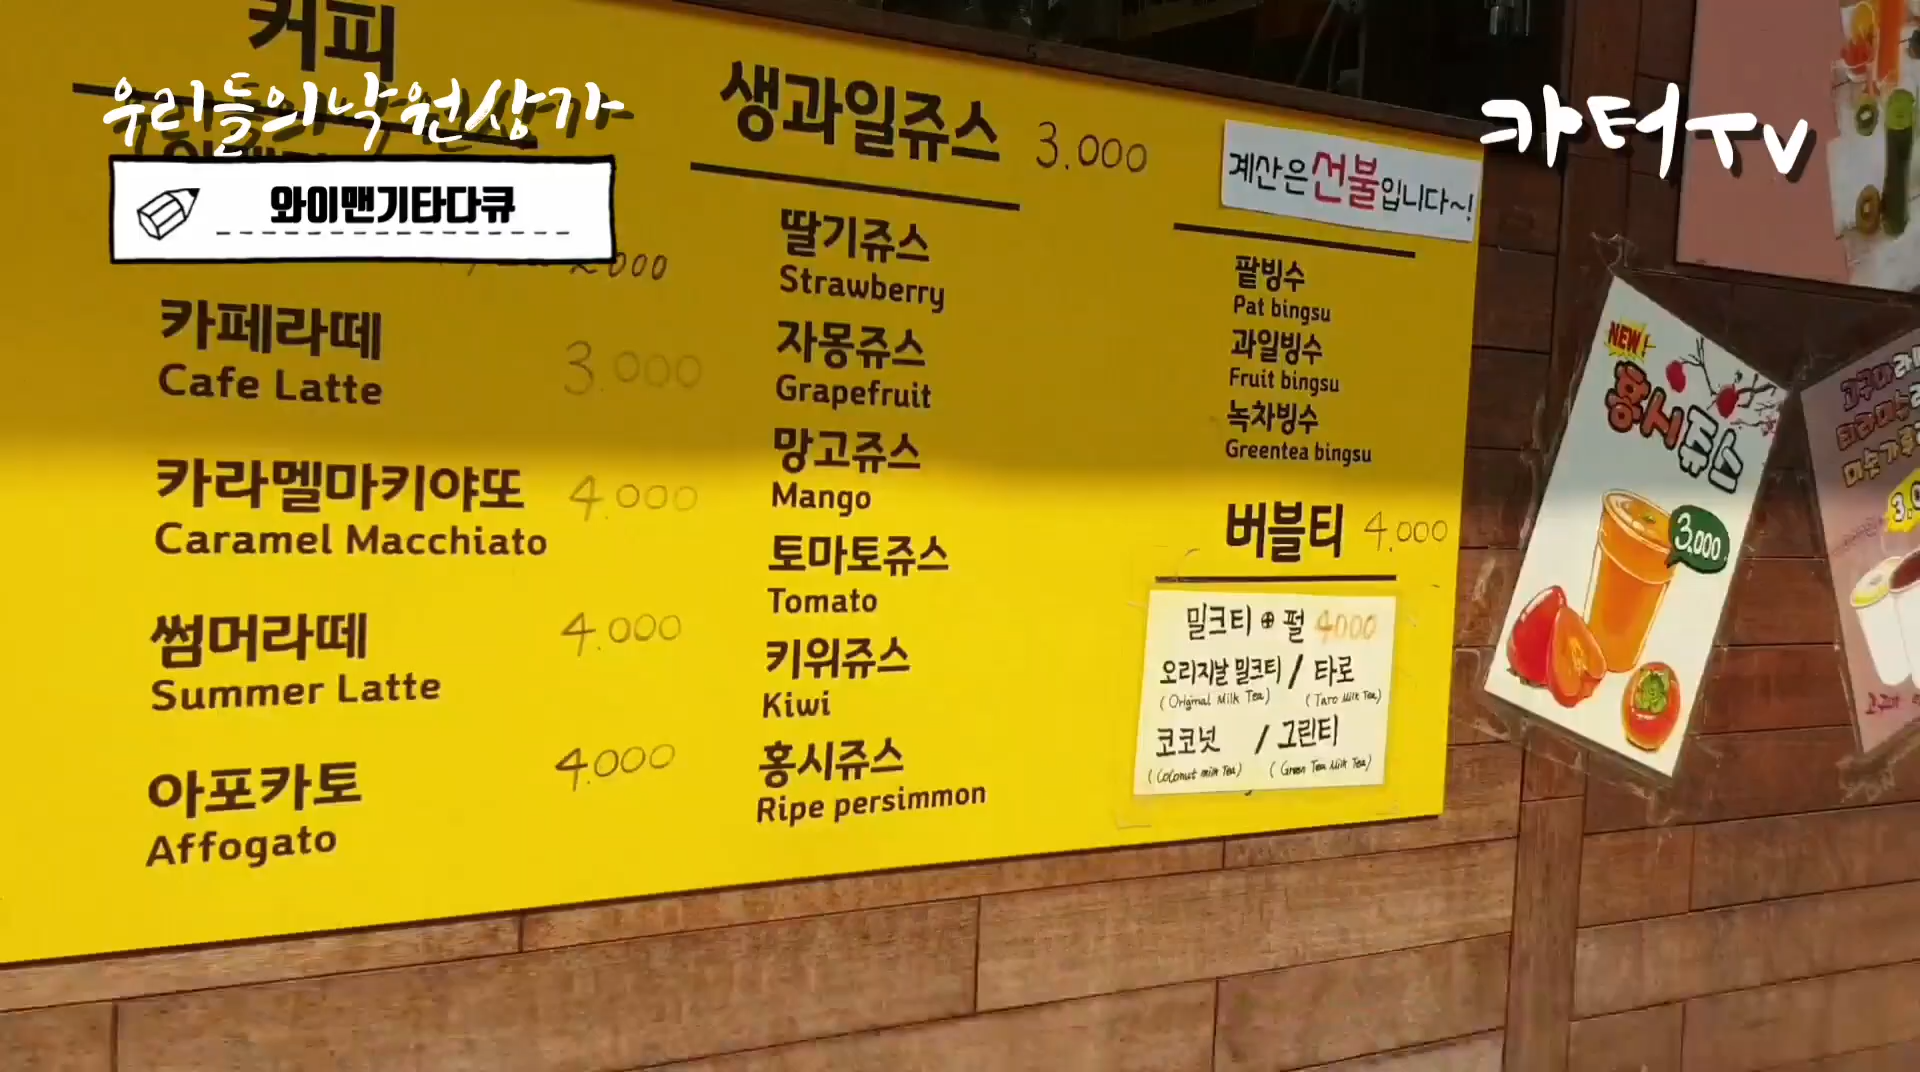 커피
우리들의낙원상가
와이맨기타다큐
카터TV
카페라떼
Cafe Latte
3.000
카라멜마키야또
Caramel Macchiato
4.000
썸머라떼
Summer Latte
4.000
아포카토
Affogato
4.000
생과일쥬스 3.000
딸기쥬스
Strawberry
자몽쥬스
Grapefruit
망고쥬스
Mango
토마토쥬스
Tomato
키위쥬스
Kiwi
홍시쥬스
Ripe persimmon
계산은선불입니다~!
팥빙수
Pat bingsu
과일빙수
Fruit bingsu
녹차빙수
Greentea bingsu
버블티 4.000
밀크티 ⊕ 펄 4000
오리지날 밀크티 / 타로
(Original Milk Tea) (Taro Milk Tea)
코코넛 / 그린티
(Coconut milk Tea) (Green Tea Milk Tea)
NEW!
홍시쥬스
3.000